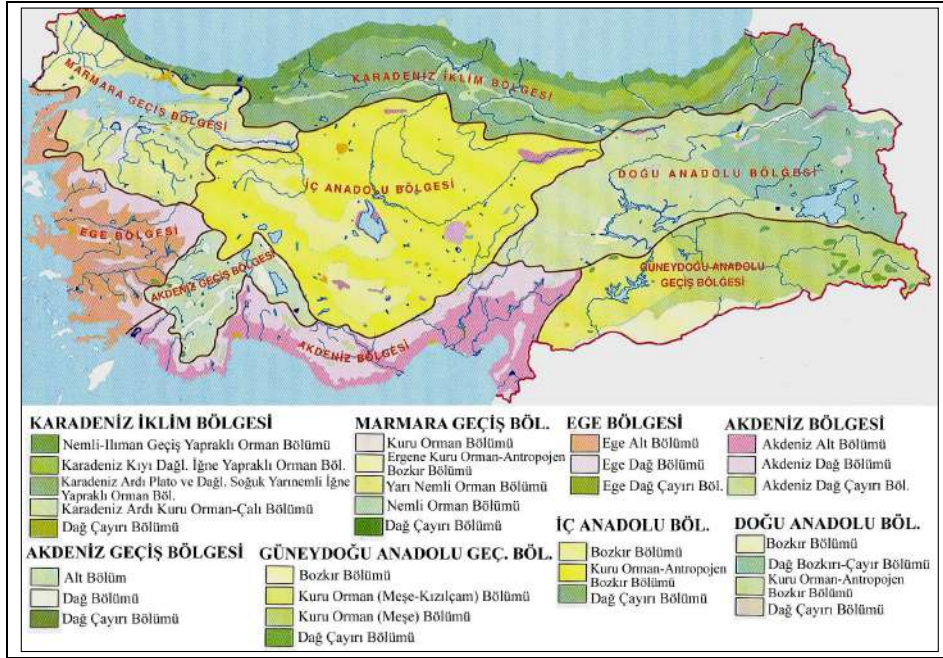 KARADENİZ İKLİM BÖLGESİ
MARMARA GEÇİŞ BÖLGESİ
İÇ ANADOLU BÖLGESİ
DOĞU ANADOLU BÖLGESİ
EGE BÖLGESİ
AKDENİZ GEÇİŞ BÖLGESİ
GÜNEYDOĞU ANADOLU
GEÇİŞ BÖLGESİ
AKDENİZ BÖLGESİ
KARADENİZ İKLİM BÖLGESİ
Nemli-Ilıman Geçiş Yapraklı Orman Bölümü
Karadeniz Kıyı Dağl. İğne Yapraklı Orman Böl.
Karadeniz Ardı Plato ve Dağl. Soğuk Yarınemli İğne
Yapraklı Orman Böl.
Karadeniz Ardı Kuru Orman-Çalı Bölümü
Dağ Çayırı Bölümü
MARMARA GEÇİŞ BÖL.
Kuru Orman Bölümü
Ergene Kuru Orman-Antropojen
Bozkır Bölümü
Yarı Nemli Orman Bölümü
Nemli Orman Bölümü
Dağ Çayırı Bölümü
EGE BÖLGESİ
Ege Alt Bölümü
Ege Dağ Bölümü
Ege Dağ Çayırı Böl.
AKDENİZ BÖLGESİ
Akdeniz Alt Bölümü
Akdeniz Dağ Bölümü
Akdeniz Dağ Çayırı Böl.
AKDENİZ GEÇİŞ BÖLGESİ
Alt Bölüm
Dağ Bölümü
Dağ Çayırı Bölümü
GÜNEYDOĞU ANADOLU GEÇ. BÖL.
Bozkır Bölümü
Kuru Orman (Meşe-Kızılçam) Bölümü
Kuru Orman (Meşe) Bölümü
Dağ Çayırı Bölümü
İÇ ANADOLU BÖL.
Bozkır Bölümü
Kuru Orman-Antropojen
Bozkır Bölümü
Dağ Çayırı Bölümü
DOĞU ANADOLU BÖL.
Bozkır Bölümü
Dağ Bozkırı-Çayır Bölümü
Kuru Orman-Antropojen
Bozkır Bölümü
Dağ Çayırı Bölümü